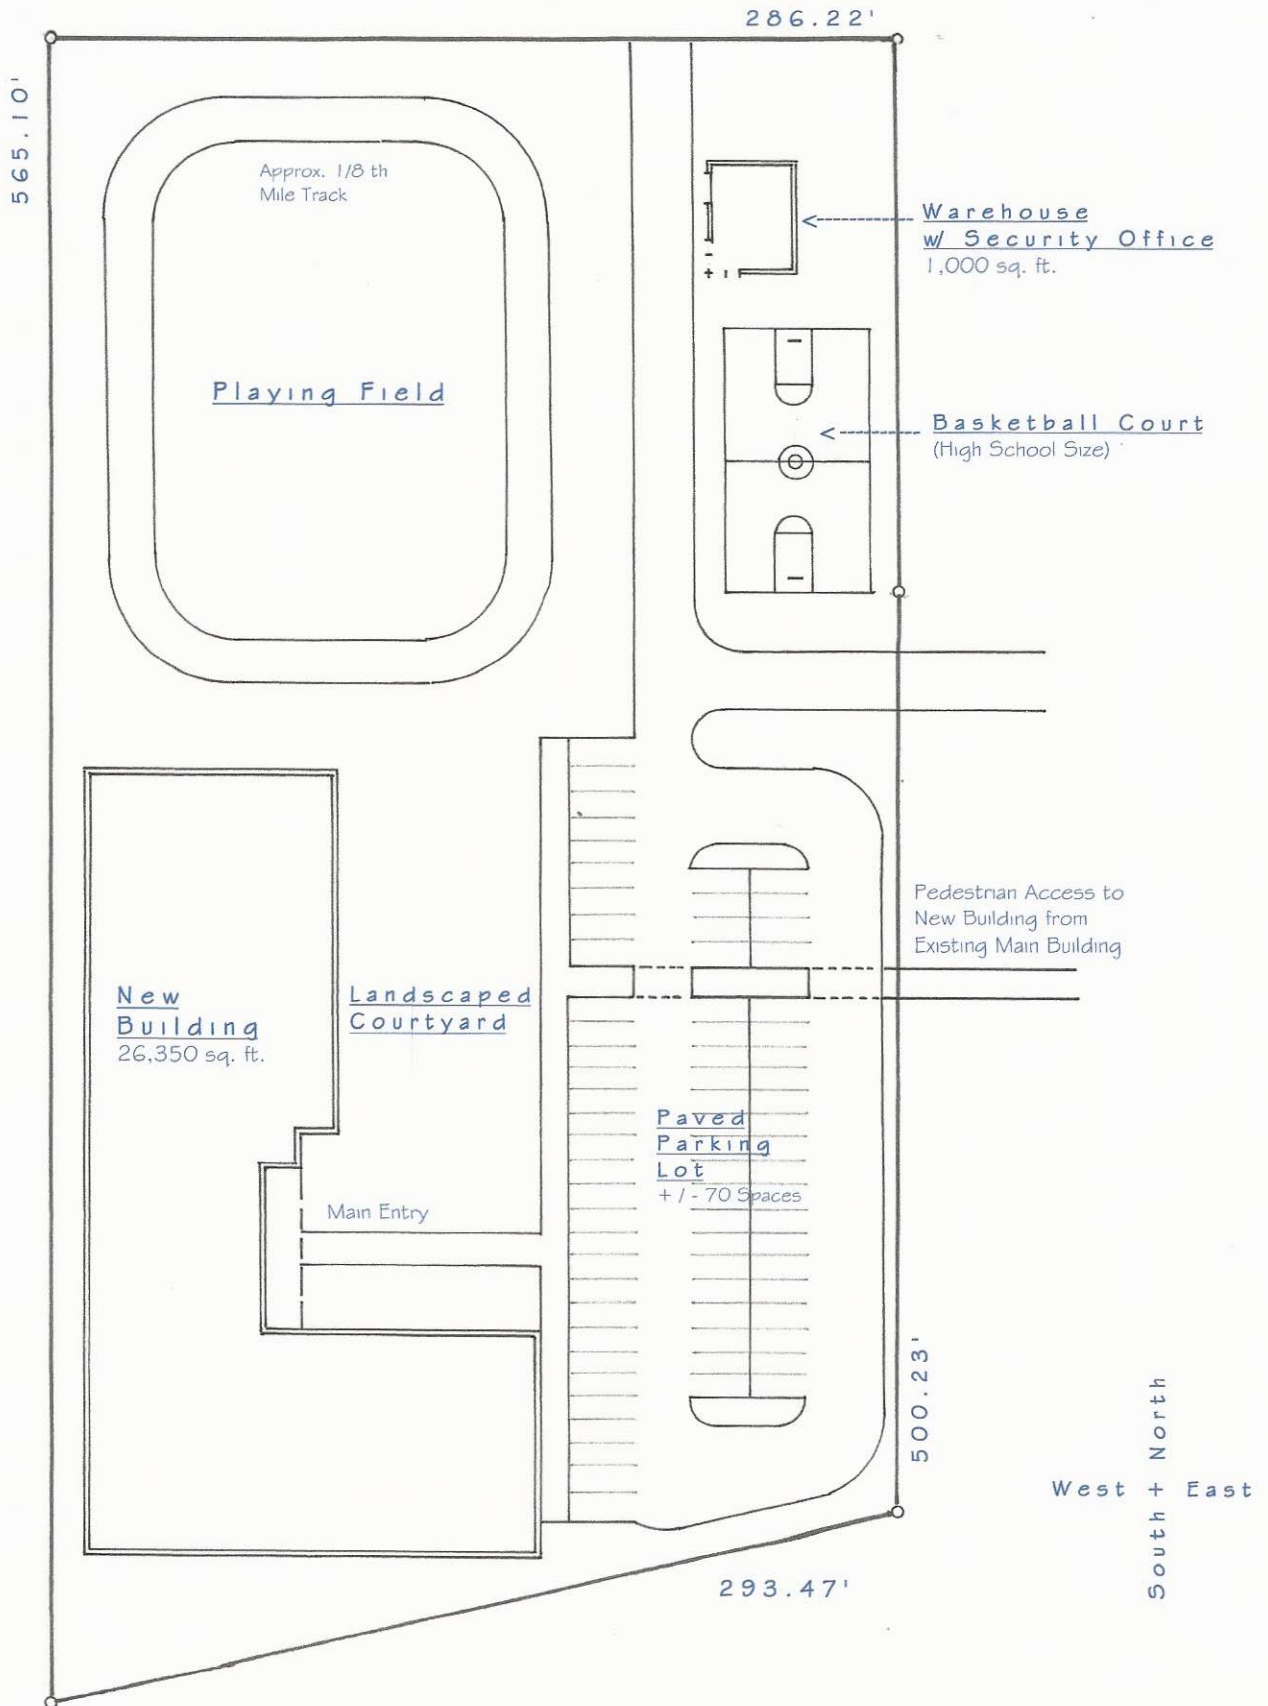 286.22'
565.10'
Approx. 1/8 th
Mile Track
Warehouse
w/ Security Office
1,000 sq. ft.
Playing Field
Basketball Court
(High School Size)
Pedestrian Access to
New Building from
Existing Main Building
New
Building
26,350 sq. ft.
Landscaped
Courtyard
Paved
Parking
Lot
+ / - 70 Spaces
Main Entry
500.23'
North
West + East
South
293.47'